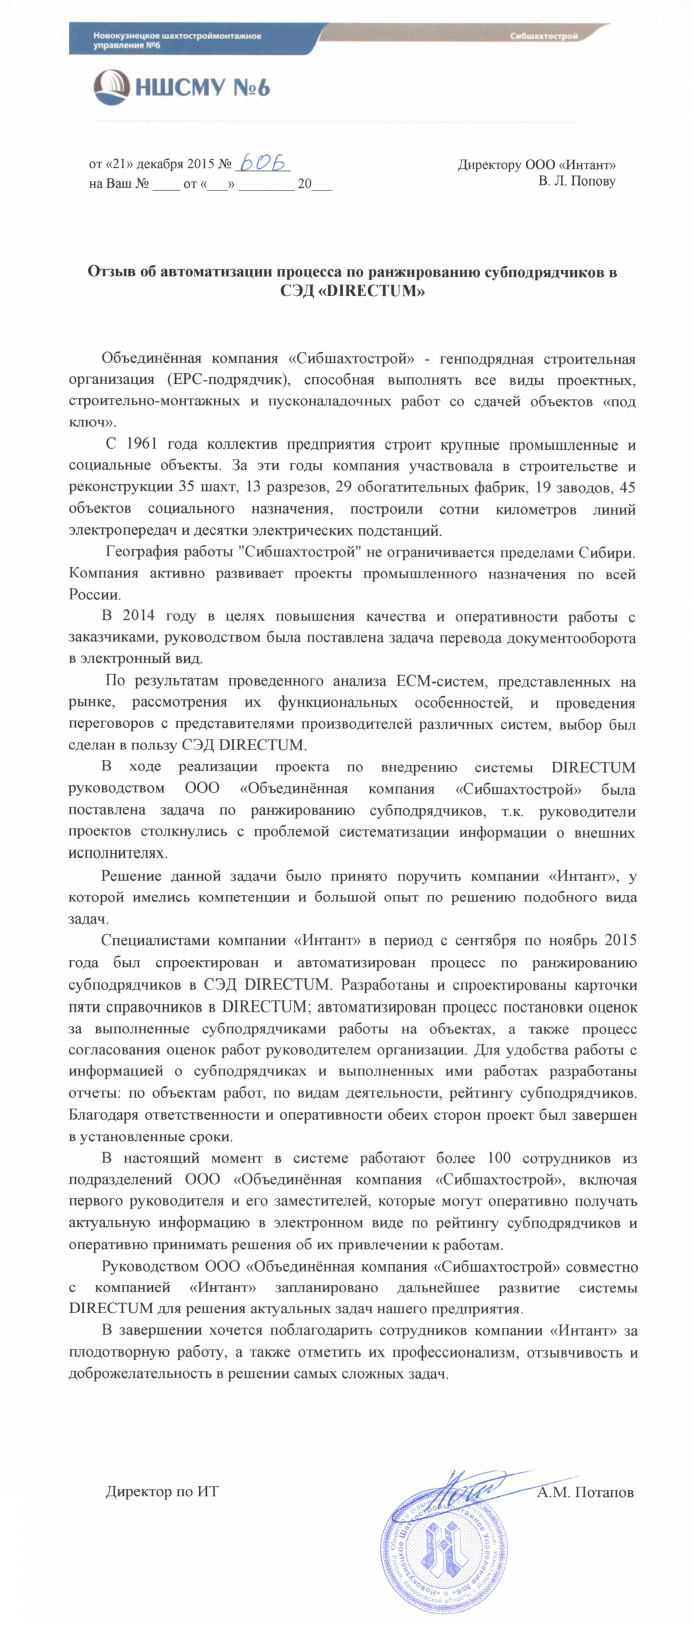 Новокузнецкое шахтостроймонтажное
управление №6
Сибшахтострой
НШСМУ №6
от «21» декабря 2015 № 606
на Ваш № ____ от «___» ________ 20___
Директору ООО «Интант»
В. Л. Попову
Отзыв об автоматизации процесса по ранжированию субподрядчиков в
СЭД «DIRECTUM»
Объединённая компания «Сибшахтострой» - генподрядная строительная
организация (ЕРС-подрядчик), способная выполнять все виды проектных,
строительно-монтажных и пусконаладочных работ со сдачей объектов «под
ключ».
С 1961 года коллектив предприятия строит крупные промышленные и
социальные объекты. За эти годы компания участвовала в строительстве и
реконструкции 35 шахт, 13 разрезов, 29 обогатительных фабрик, 19 заводов, 45
объектов социального назначения, построили сотни километров линий
электропередач и десятки электрических подстанций.
География работы "Сибшахтострой" не ограничивается пределами Сибири.
Компания активно развивает проекты промышленного назначения по всей
России.
В 2014 году в целях повышения качества и оперативности работы с
заказчиками, руководством была поставлена задача перевода документооборота
в электронный вид.
По результатам проведенного анализа ECM-систем, представленных на
рынке, рассмотрения их функциональных особенностей, и проведения
переговоров с представителями производителей различных систем, выбор был
сделан в пользу СЭД DIRECTUM.
В ходе реализации проекта по внедрению системы DIRECTUM
руководством ООО «Объединённая компания «Сибшахтострой» была
поставлена задача по ранжированию субподрядчиков, т.к. руководители
проектов столкнулись с проблемой систематизации информации о внешних
исполнителях.
Решение данной задачи было принято поручить компании «Интант», у
которой имелись компетенции и большой опыт по решению подобного вида
задач.
Специалистами компании «Интант» в период с сентября по ноябрь 2015
года был спроектирован и автоматизирован процесс по ранжированию
субподрядчиков в СЭД DIRECTUM. Разработаны и спроектированы карточки
пяти справочников в DIRECTUM; автоматизирован процесс постановки оценок
за выполненные субподрядчиками работы на объектах, а также процесс
согласования оценок работ руководителем организации. Для удобства работы с
информацией о субподрядчиках и выполненных ими работах разработаны
отчеты: по объектам работ, по видам деятельности, рейтингу субподрядчиков.
Благодаря ответственности и оперативности обеих сторон проект был завершен
в установленные сроки.
В настоящий момент в системе работают более 100 сотрудников из
подразделений ООО «Объединённая компания «Сибшахтострой», включая
первого руководителя и его заместителей, которые могут оперативно получать
актуальную информацию в электронном виде по рейтингу субподрядчиков и
оперативно принимать решения об их привлечении к работам.
Руководством ООО «Объединённая компания «Сибшахтострой» совместно
с компанией «Интант» запланировано дальнейшее развитие системы
DIRECTUM для решения актуальных задач нашего предприятия.
В завершении хочется поблагодарить сотрудников компании «Интант» за
плодотворную работу, а также отметить их профессионализм, отзывчивость и
доброжелательность в решении самых сложных задач.
Директор по ИТ
А.М. Потапов
«Новокузнецкое Шахтостроймонтажное Управление №6»